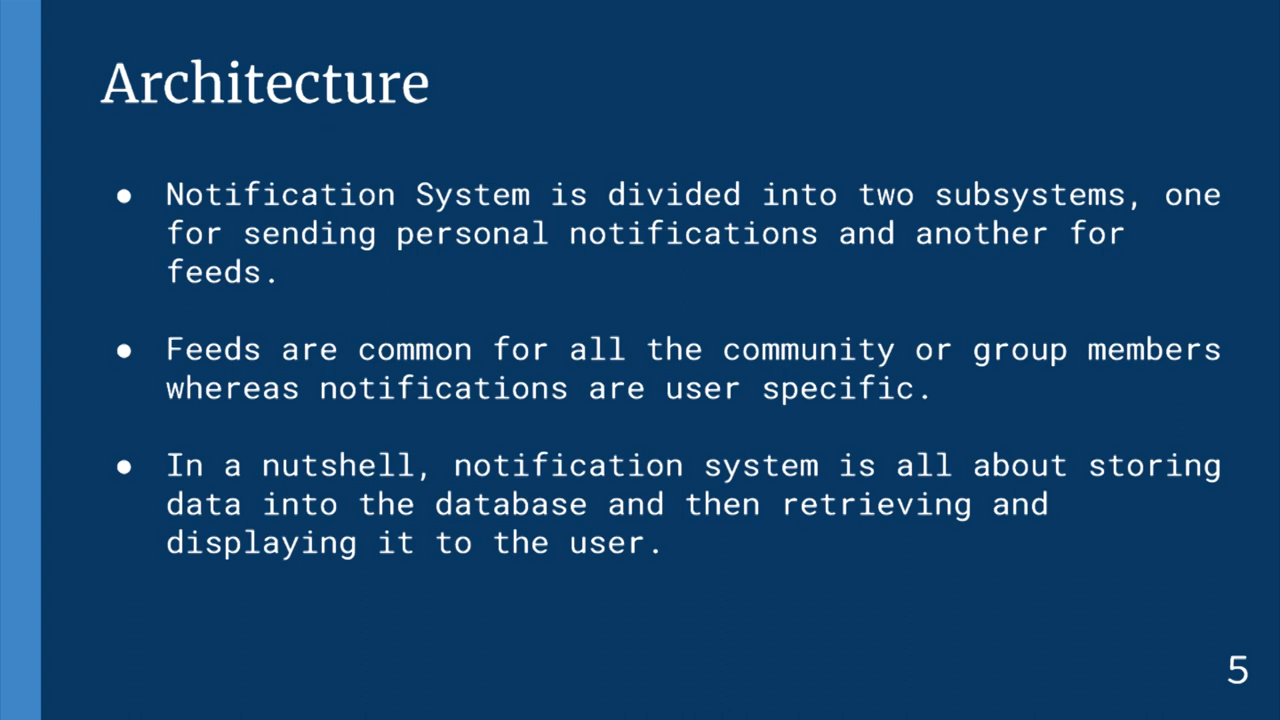 Architecture
● Notification System is divided into two subsystems, one
for sending personal notifications and another for
feeds.
● Feeds are common for all the community or group members
whereas notifications are user specific.
● In a nutshell, notification system is all about storing
data into the database and then retrieving and
displaying it to the user.
5